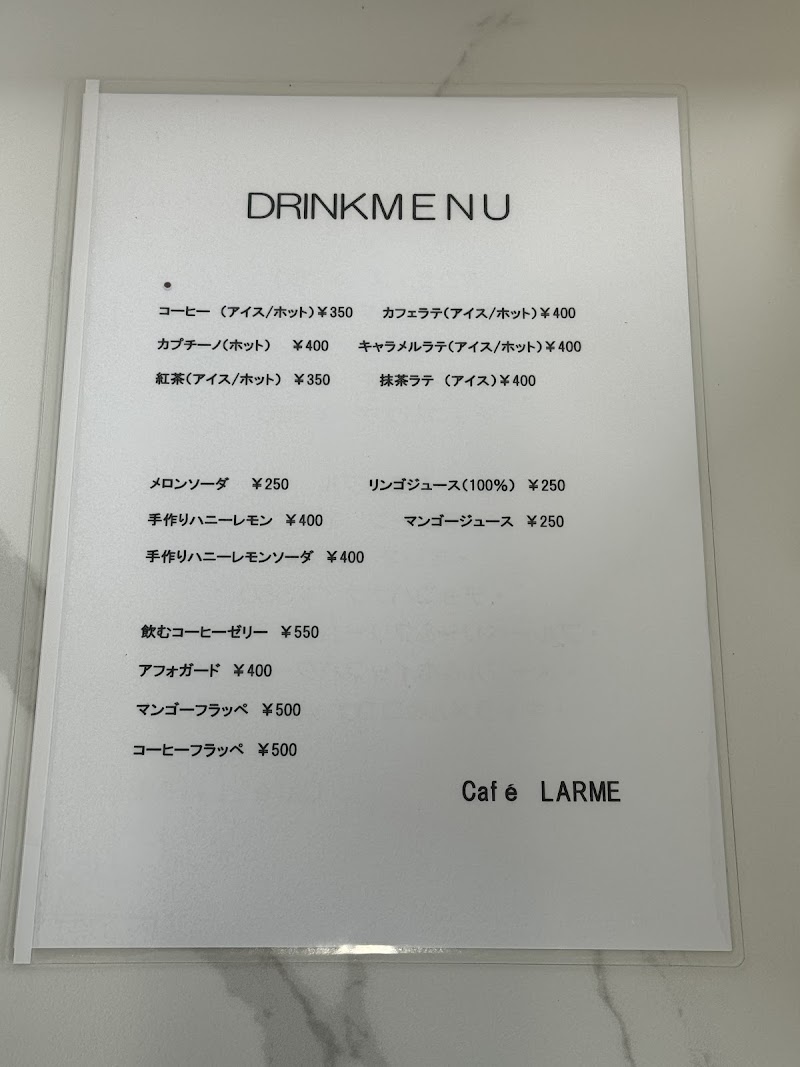 DRINKMENU
コーヒー （アイス/ホット）￥350　カフェラテ（アイス/ホット）￥400
カプチーノ（ホット）　￥400　キャラメルラテ（アイス/ホット）￥400
紅茶（アイス/ホット） ￥350　抹茶ラテ （アイス）￥400
メロンソーダ　￥250　リンゴジュース（100％） ￥250
手作りハニーレモン ￥400　マンゴージュース ￥250
手作りハニーレモンソーダ ￥400
飲むコーヒーゼリー ￥550
アフォガード ￥400
マンゴーフラッペ ￥500
コーヒーフラッペ ￥500
Café LARME